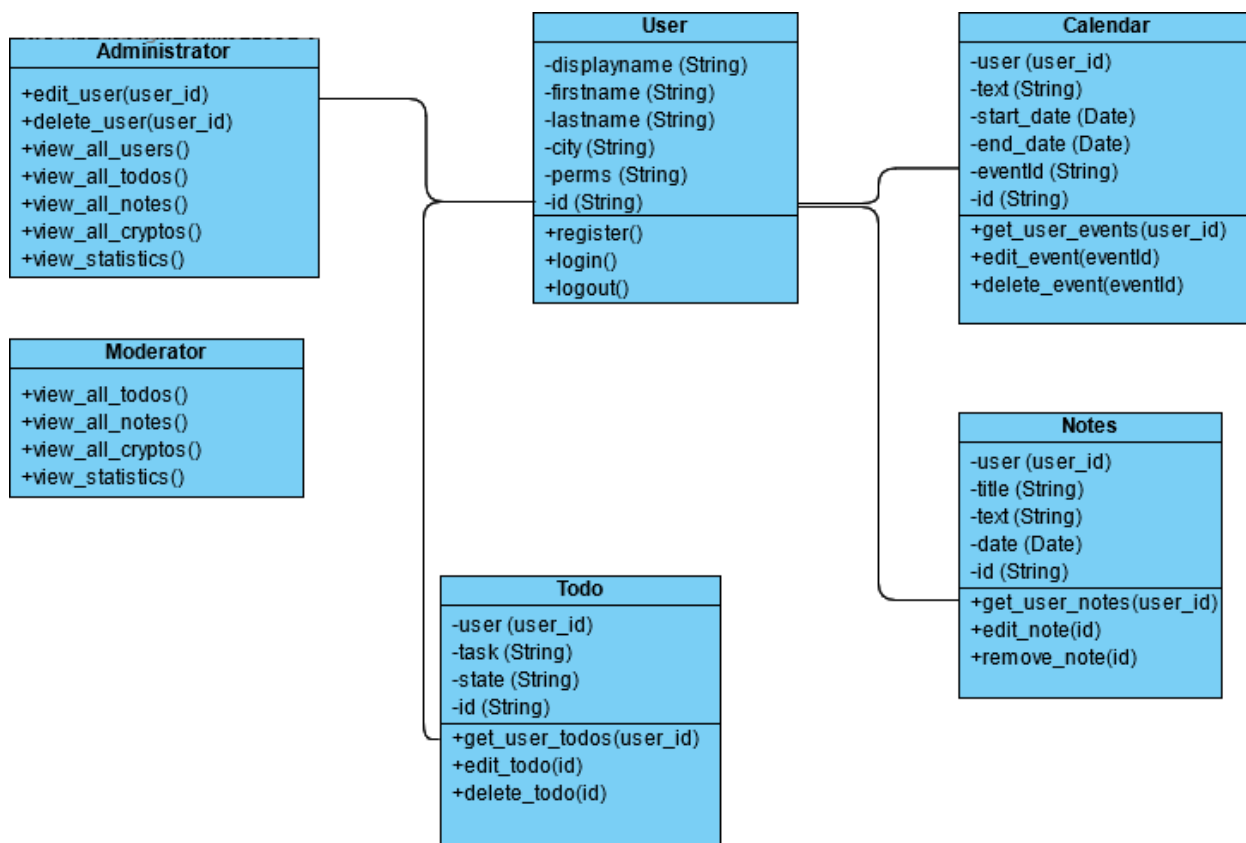 Administrator
+edit_user(user_id)
+delete_user(user_id)
+view_all_users()
+view_all_todos()
+view_all_notes()
+view_all_cryptos()
+view_statistics()
User
-displayname (String)
-firstname (String)
-lastname (String)
-city (String)
-perms (String)
-id (String)
+register()
+login()
+logout()
Calendar
-user (user_id)
-text (String)
-start_date (Date)
-end_date (Date)
-eventId (String)
-id (String)
+get_user_events(user_id)
+edit_event(eventId)
+delete_event(eventId)
Moderator
+view_all_todos()
+view_all_notes()
+view_all_cryptos()
+view_statistics()
Notes
-user (user_id)
-title (String)
-text (String)
-date (Date)
-id (String)
+get_user_notes(user_id)
+edit_note(id)
+remove_note(id)
Todo
-user (user_id)
-task (String)
-state (String)
-id (String)
+get_user_todos(user_id)
+edit_todo(id)
+delete_todo(id)